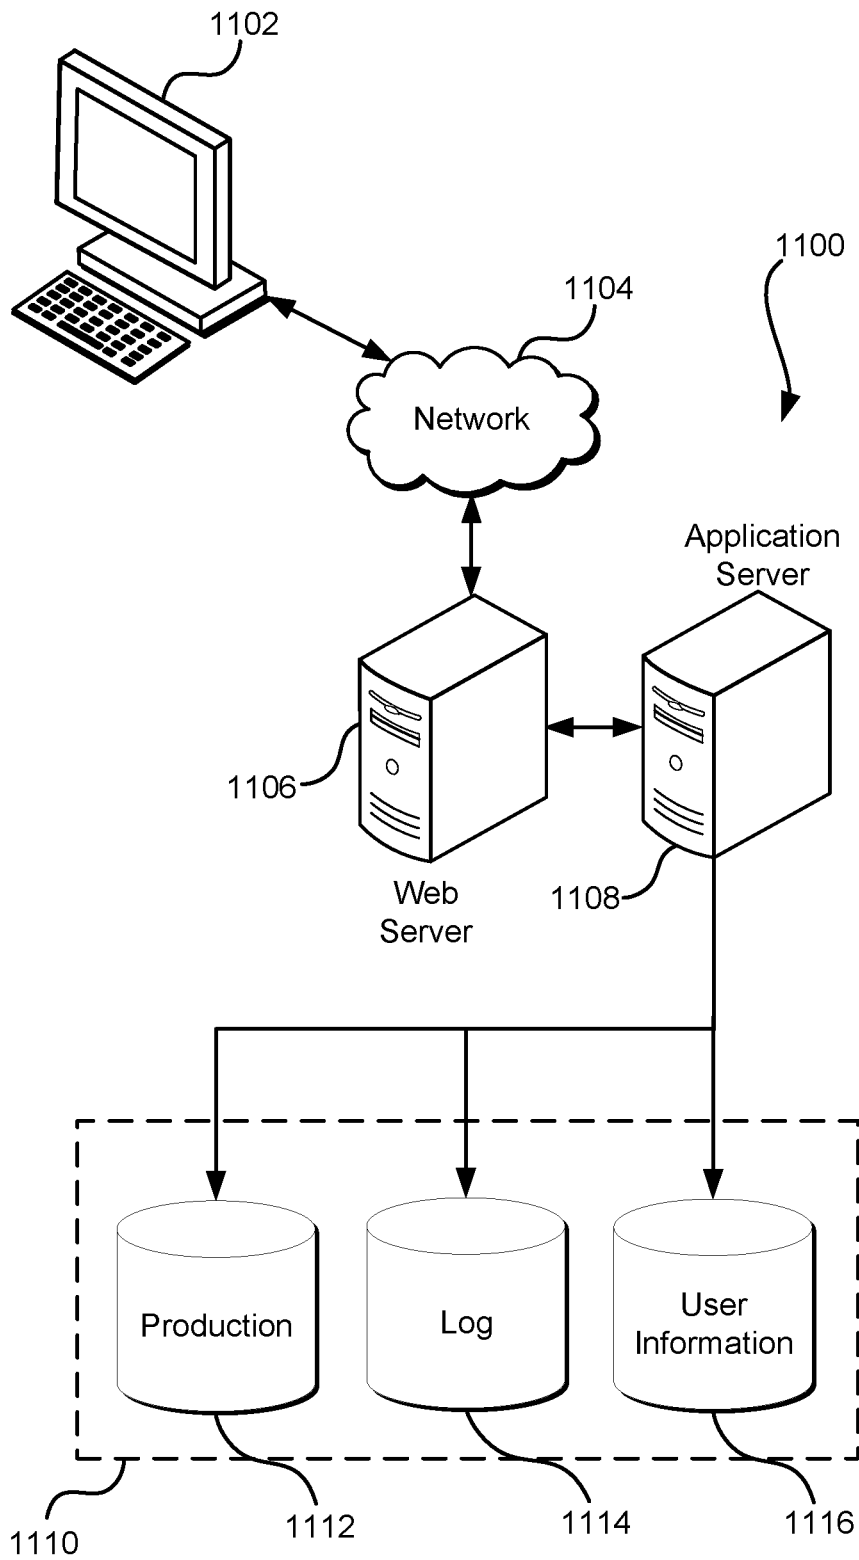 1102
1100
1104
Network
Application
Server
1106
1108
Web
Server
Production
Log
User
Information
1110
1112
1114
1116